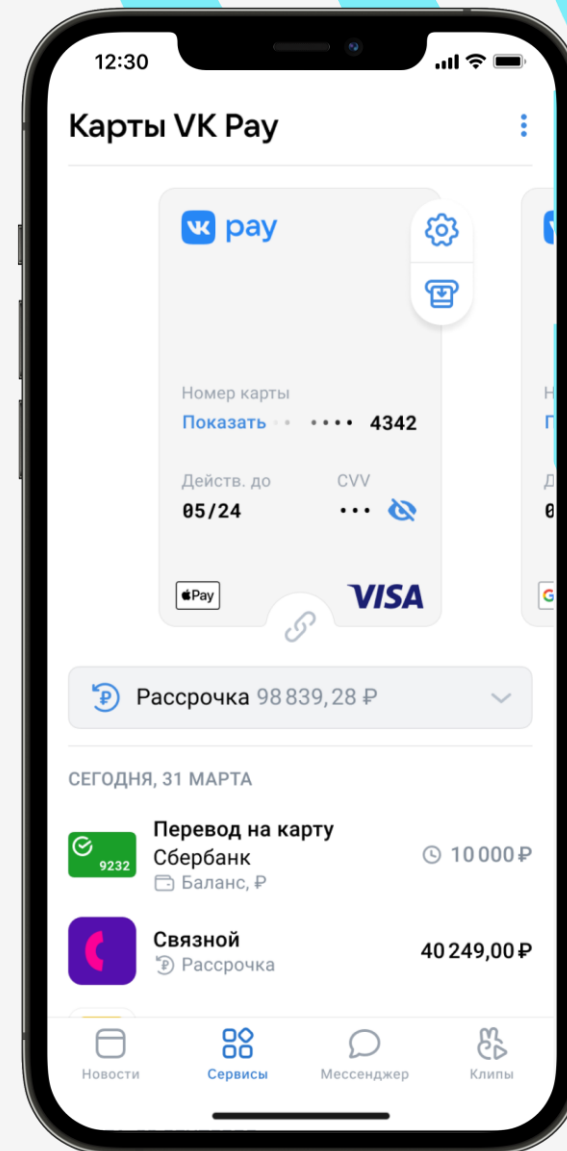 12:30
Карты VK Pay
VK pay
Номер карты
Показать •• •••• 4342
Действ. до CVV
05/24 •••
Pay VISA
Рассрочка 98 839,28 ₽
СЕГОДНЯ, 31 МАРТА
Перевод на карту
9232 Сбербанк 10 000 ₽
Баланс, ₽
Связной 40 249,00 ₽
Рассрочка
Новости Сервисы Мессенджер Клипы